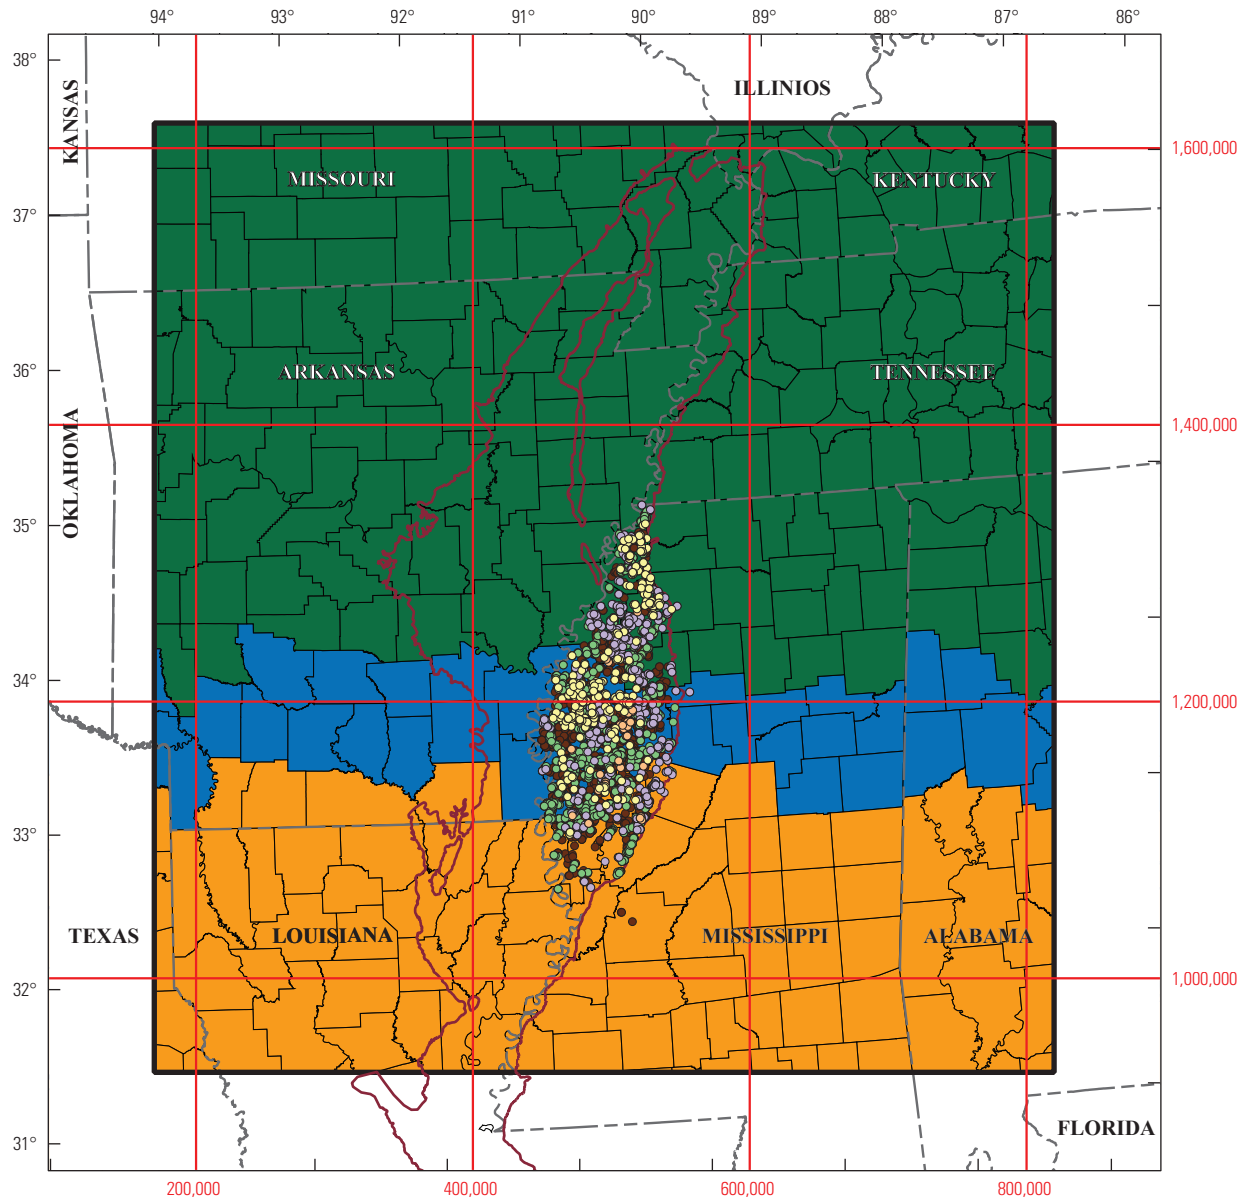 94° 93° 92° 91° 90° 89° 88° 87° 86°
38°
ILLINIOS
KANSAS
1,600,000
MISSOURI
KENTUCKY
37°
36°
ARKANSAS
TENNESSEE
1,400,000
OKLAHOMA
35°
34°
1,200,000
33°
TEXAS
LOUISIANA
MISSISSIPPI
ALABAMA
1,000,000
32°
31°
FLORIDA
200,000 400,000 600,000 800,000